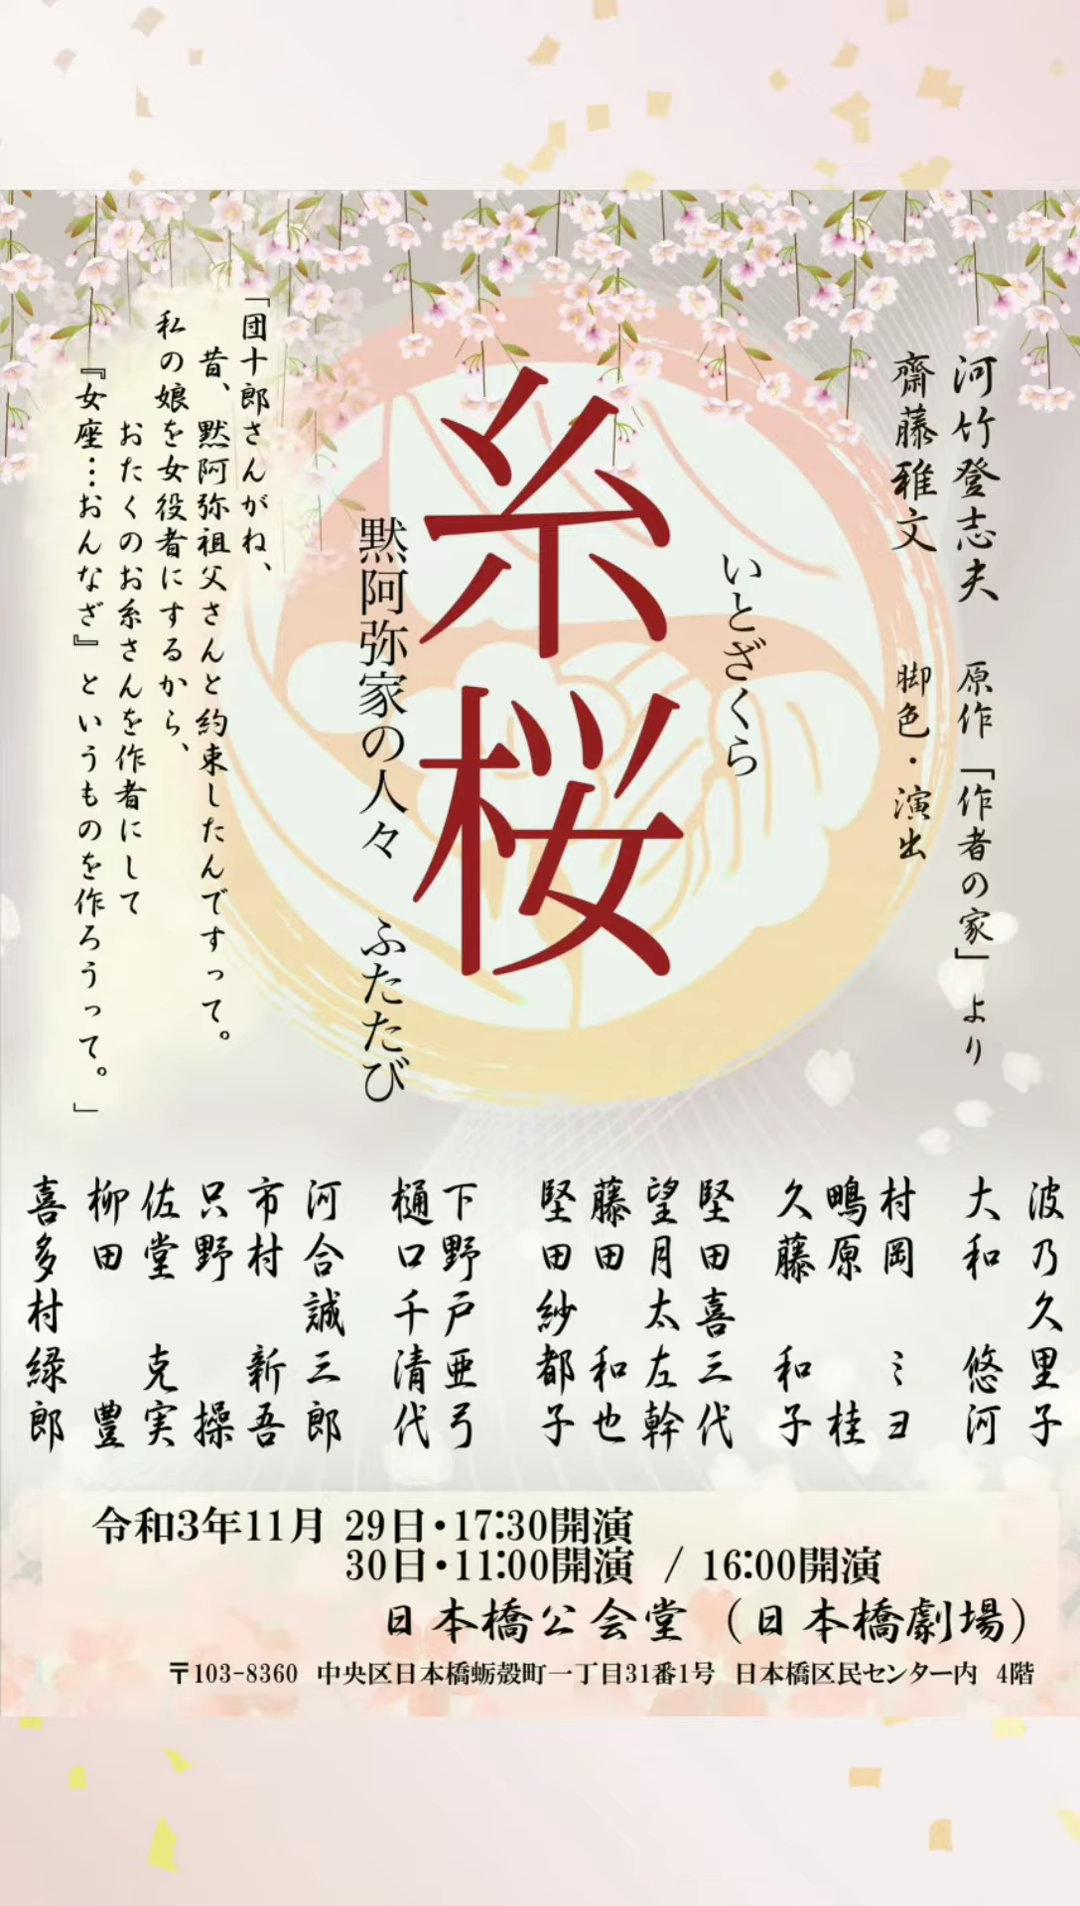 河竹登志夫 原作「作者の家」より
齋藤雅文 脚色・演出
いとざくら
糸桜
黙阿弥家の人々 ふたたび
「団十郎さんがね、
昔、黙阿弥祖父さんと約束したんですって。
私の娘を女役者にするから、
おたくのお糸さんを作者にして
『女座…おんなざ』というものを作ろうって。」
波乃久里子
大和悠河
村岡ミヨ
鴫原桂
久藤和子
堅田喜三代
望月太左幹
藤田和也
堅田紗都子
下野戸亜弓
樋口千清代
河合誠三郎
市村新吾
只野操
佐堂克実
柳田豊
喜多村緑郎
令和3年11月 29日・17:30開演
30日・11:00開演 / 16:00開演
日本橋公会堂（日本橋劇場）
〒103-8360 中央区日本橋蛎殻町一丁目31番1号 日本橋区民センター内 4階